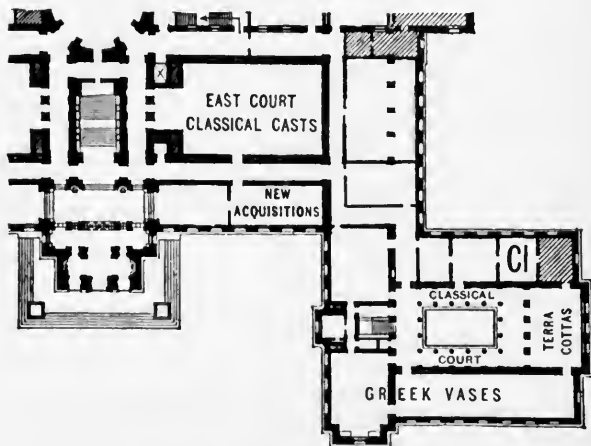 X
EAST COURT
CLASSICAL CASTS
NEW
ACQUISITIONS
CI
CLASSICAL
COURT
TERRA
COTTAS
GREEK VASES